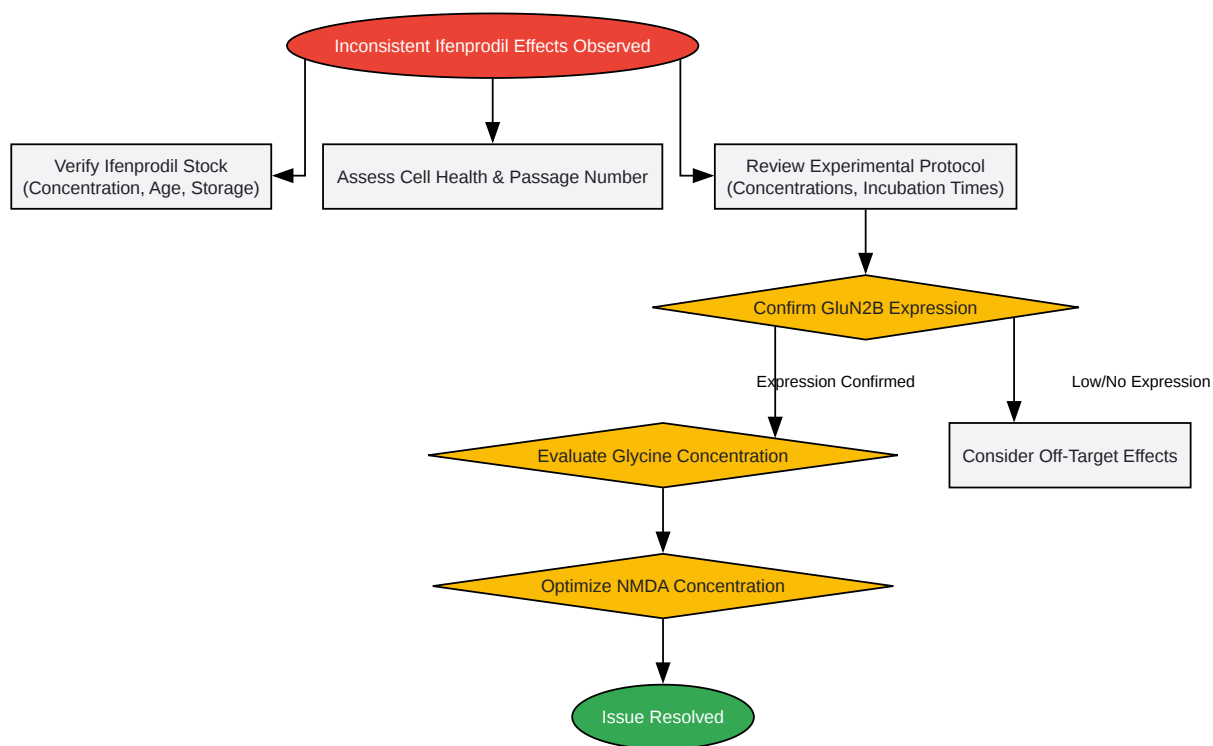 Inconsistent Ifenprodil Effects Observed
Verify Ifenprodil Stock
(Concentration, Age, Storage)
Assess Cell Health & Passage Number
Review Experimental Protocol
(Concentrations, Incubation Times)
Confirm GluN2B Expression
Expression Confirmed
Low/No Expression
Evaluate Glycine Concentration
Consider Off-Target Effects
Optimize NMDA Concentration
Issue Resolved